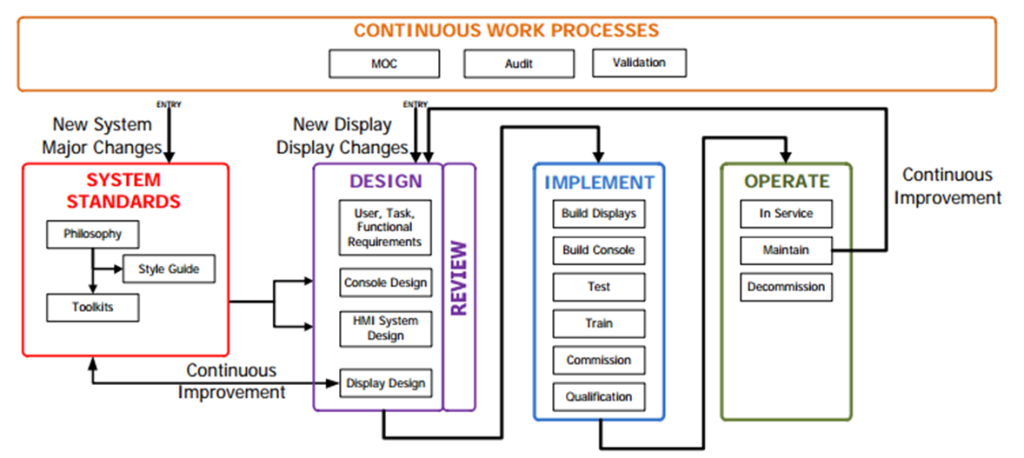 CONTINUOUS WORK PROCESSES
MOC
Audit
Validation
ENTRY
New System
Major Changes
ENTRY
New Display
Display Changes
SYSTEM
STANDARDS
Philosophy
Style Guide
Toolkits
DESIGN
User, Task,
Functional
Requirements
Console Design
HMI System
Design
Display Design
REVIEW
Continuous
Improvement
IMPLEMENT
Build Displays
Build Console
Test
Train
Commission
Qualification
OPERATE
In Service
Maintain
Decommission
Continuous
Improvement